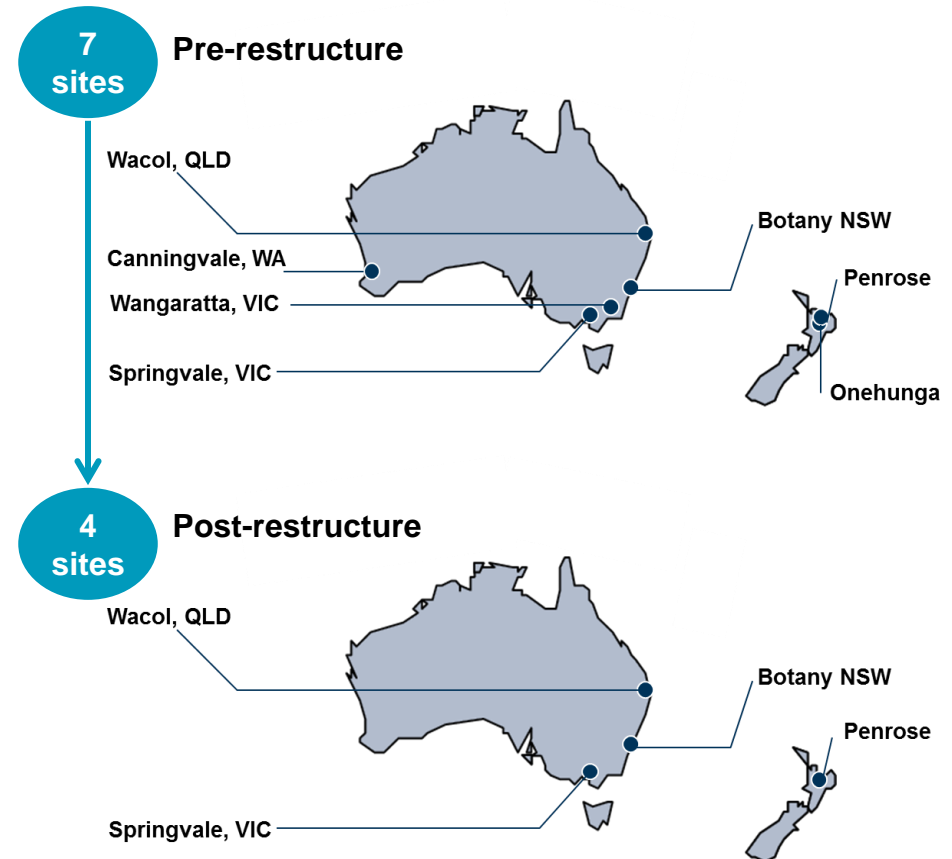 7
sites
Pre-restructure
Wacol, QLD
Botany NSW
Canningvale, WA
Penrose
Wangaratta, VIC
Springvale, VIC
Onehunga
4
sites
Post-restructure
Wacol, QLD
Botany NSW
Penrose
Springvale, VIC